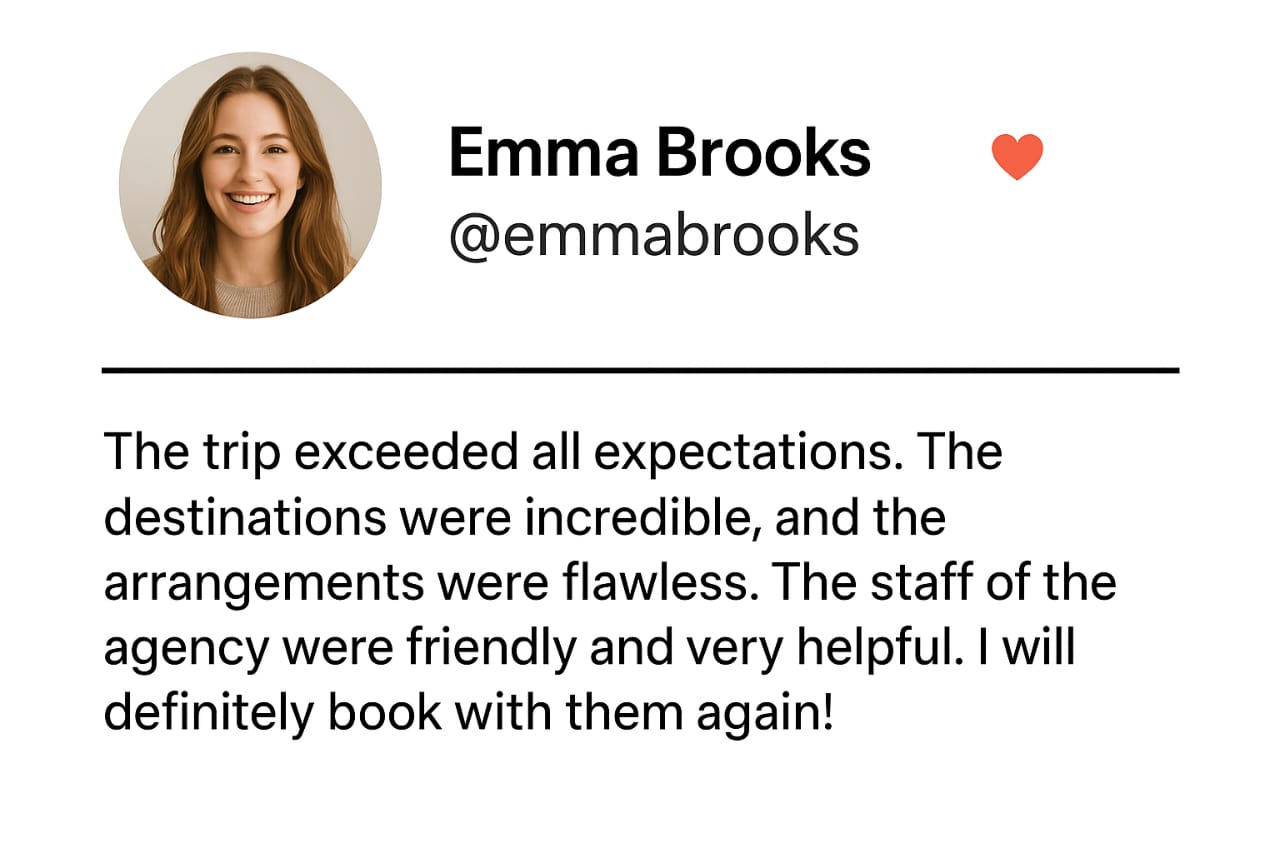 Emma Brooks
@emmabrooks
The trip exceeded all expectations. The
destinations were incredible, and the
arrangements were flawless. The staff of the
agency were friendly and very helpful. I will
definitely book with them again!